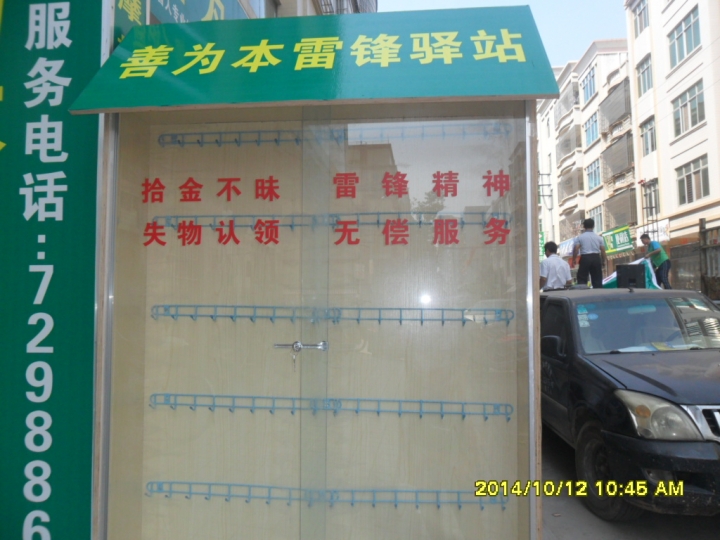 善为本雷锋驿站
服务电话:729886
拾金不昧 雷锋精神
失物认领 无偿服务
2014/10/12 10:45 AM